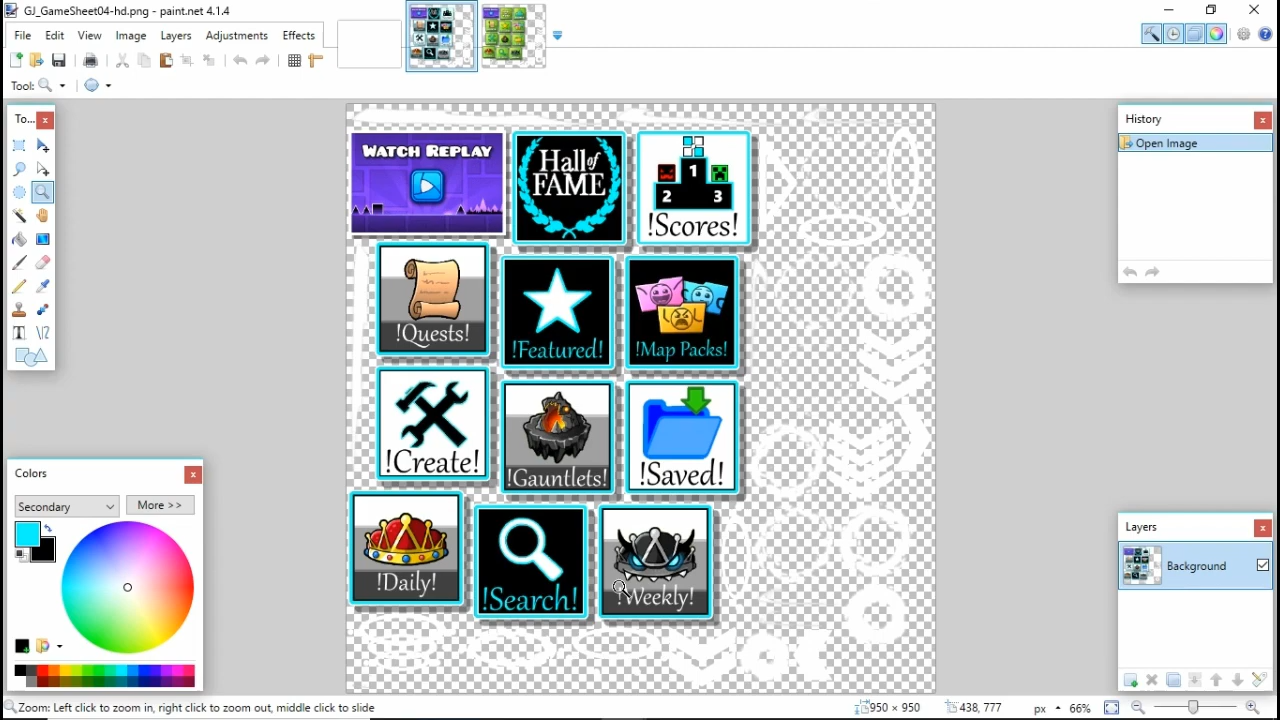 GJ_GameSheet04-hd.png - paint.net 4.1.4
File Edit View Image Layers Adjustments Effects
Tool:
To...
WATCH REPLAY
Hall of
FAME
1
2 3
!Scores!
!Quests!
!Featured!
!Map Packs!
!Create!
!Gauntlets!
!Saved!
!Daily!
!Search!
!Weekly!
History
Open Image
Colors
Secondary
More >>
Layers
Background
Zoom: Left click to zoom in, right click to zoom out, middle click to slide
950 × 950
438, 777
px
66%